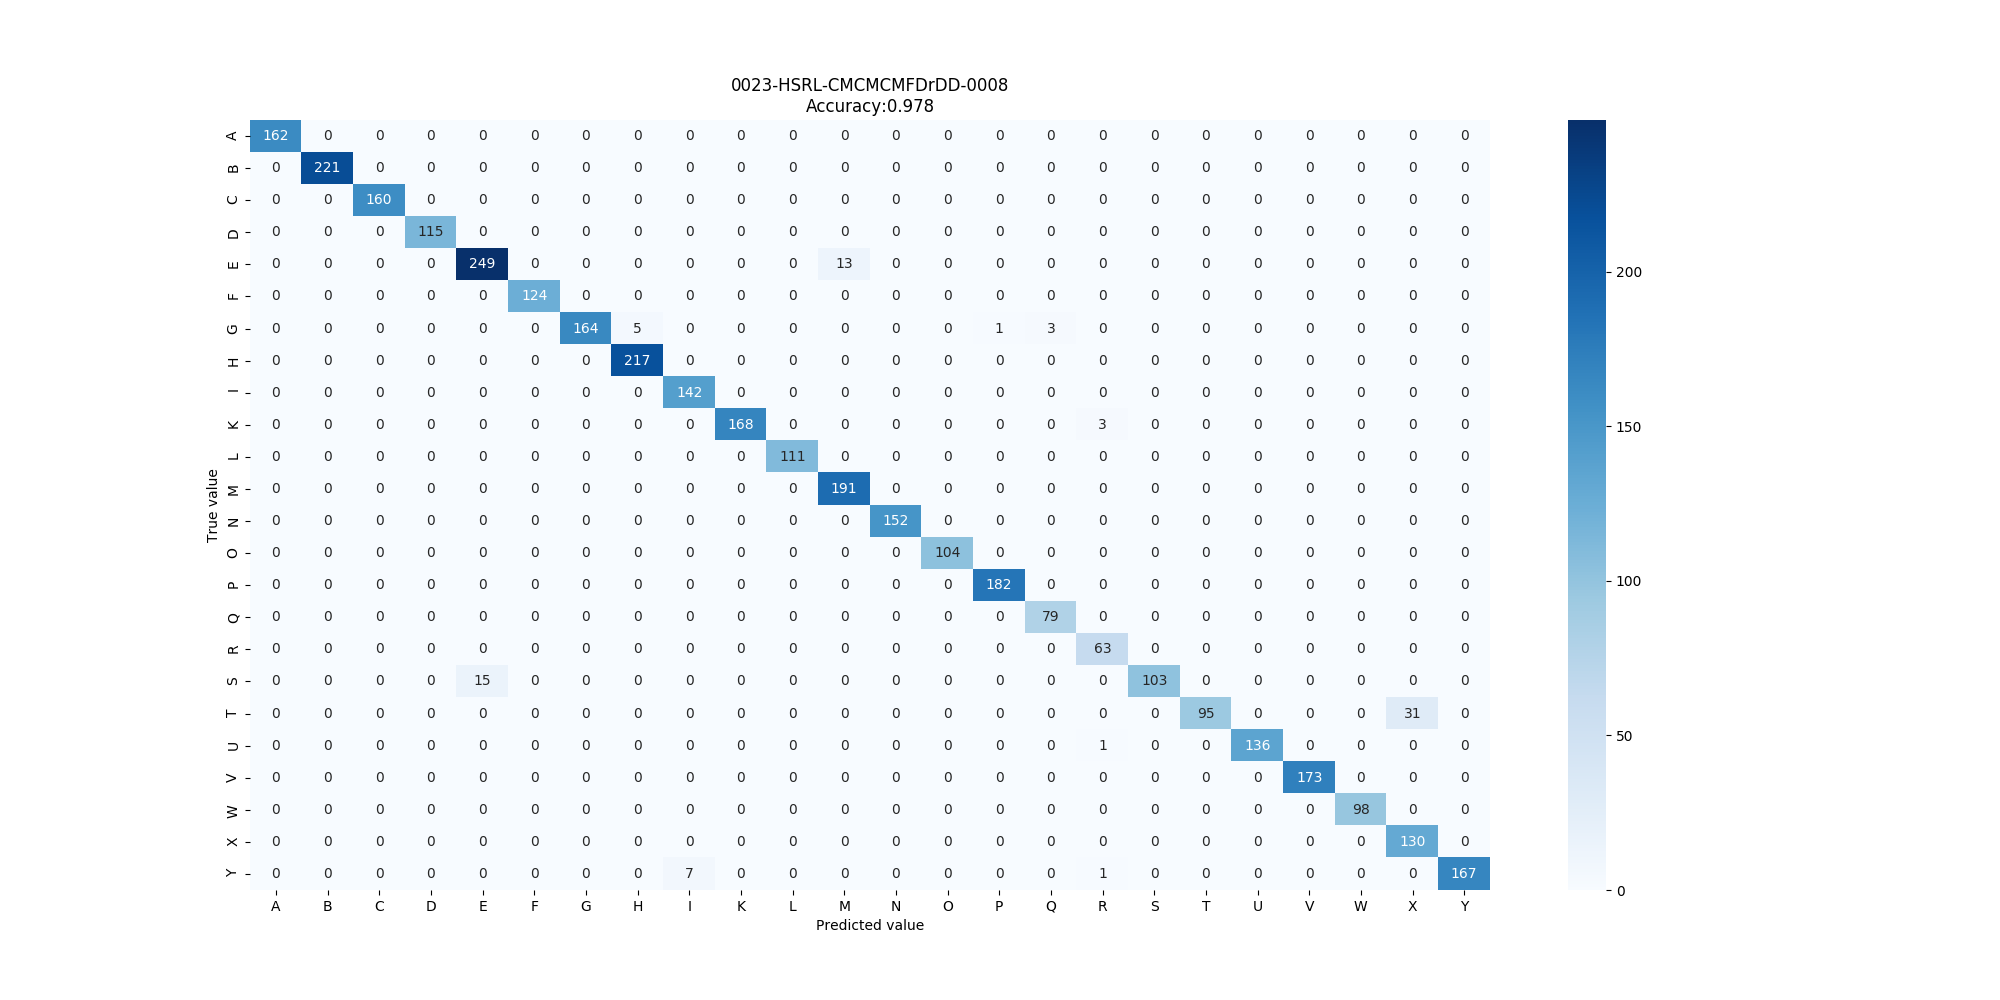 0023-HSRL-CMCMCMFDrDD-0008
Accuracy:0.978
A 162 0 0 0 0 0 0 0 0 0 0 0 0 0 0 0 0 0 0 0 0 0 0 0
B 0 221 0 0 0 0 0 0 0 0 0 0 0 0 0 0 0 0 0 0 0 0 0 0
C 0 0 160 0 0 0 0 0 0 0 0 0 0 0 0 0 0 0 0 0 0 0 0 0
D 0 0 0 115 0 0 0 0 0 0 0 0 0 0 0 0 0 0 0 0 0 0 0 0
E 0 0 0 0 249 0 0 0 0 0 0 13 0 0 0 0 0 0 0 0 0 0 0 0
F 0 0 0 0 0 124 0 0 0 0 0 0 0 0 0 0 0 0 0 0 0 0 0 0
G 0 0 0 0 0 0 164 5 0 0 0 0 0 0 1 3 0 0 0 0 0 0 0 0
H 0 0 0 0 0 0 0 217 0 0 0 0 0 0 0 0 0 0 0 0 0 0 0 0
I 0 0 0 0 0 0 0 0 142 0 0 0 0 0 0 0 0 0 0 0 0 0 0 0
K 0 0 0 0 0 0 0 0 0 168 0 0 0 0 0 0 3 0 0 0 0 0 0 0
L 0 0 0 0 0 0 0 0 0 0 111 0 0 0 0 0 0 0 0 0 0 0 0 0
M 0 0 0 0 0 0 0 0 0 0 0 191 0 0 0 0 0 0 0 0 0 0 0 0
N 0 0 0 0 0 0 0 0 0 0 0 0 152 0 0 0 0 0 0 0 0 0 0 0
O 0 0 0 0 0 0 0 0 0 0 0 0 0 104 0 0 0 0 0 0 0 0 0 0
P 0 0 0 0 0 0 0 0 0 0 0 0 0 0 182 0 0 0 0 0 0 0 0 0
Q 0 0 0 0 0 0 0 0 0 0 0 0 0 0 0 79 0 0 0 0 0 0 0 0
R 0 0 0 0 0 0 0 0 0 0 0 0 0 0 0 0 63 0 0 0 0 0 0 0
S 0 0 0 0 15 0 0 0 0 0 0 0 0 0 0 0 0 103 0 0 0 0 0 0
T 0 0 0 0 0 0 0 0 0 0 0 0 0 0 0 0 0 0 95 0 0 0 31 0
U 0 0 0 0 0 0 0 0 0 0 0 0 0 0 0 0 1 0 0 136 0 0 0 0
V 0 0 0 0 0 0 0 0 0 0 0 0 0 0 0 0 0 0 0 0 173 0 0 0
W 0 0 0 0 0 0 0 0 0 0 0 0 0 0 0 0 0 0 0 0 0 98 0 0
X 0 0 0 0 0 0 0 0 0 0 0 0 0 0 0 0 0 0 0 0 0 0 130 0
Y 0 0 0 0 0 0 0 0 7 0 0 0 0 0 0 0 1 0 0 0 0 0 0 167
A B C D E F G H I K L M N O P Q R S T U V W X Y
Predicted value
True value
200
150
100
50
0